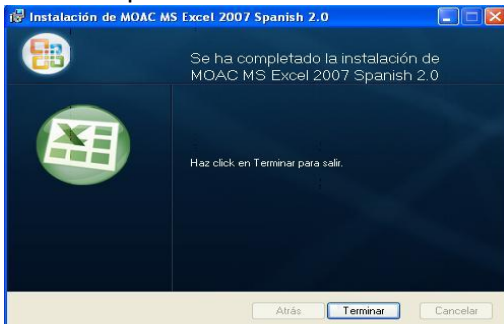 Instalación de MOAC MS Excel 2007 Spanish 2.0
Se ha completado la instalación de
MOAC MS Excel 2007 Spanish 2.0
Haz click en Terminar para salir.
Atrás Terminar Cancelar